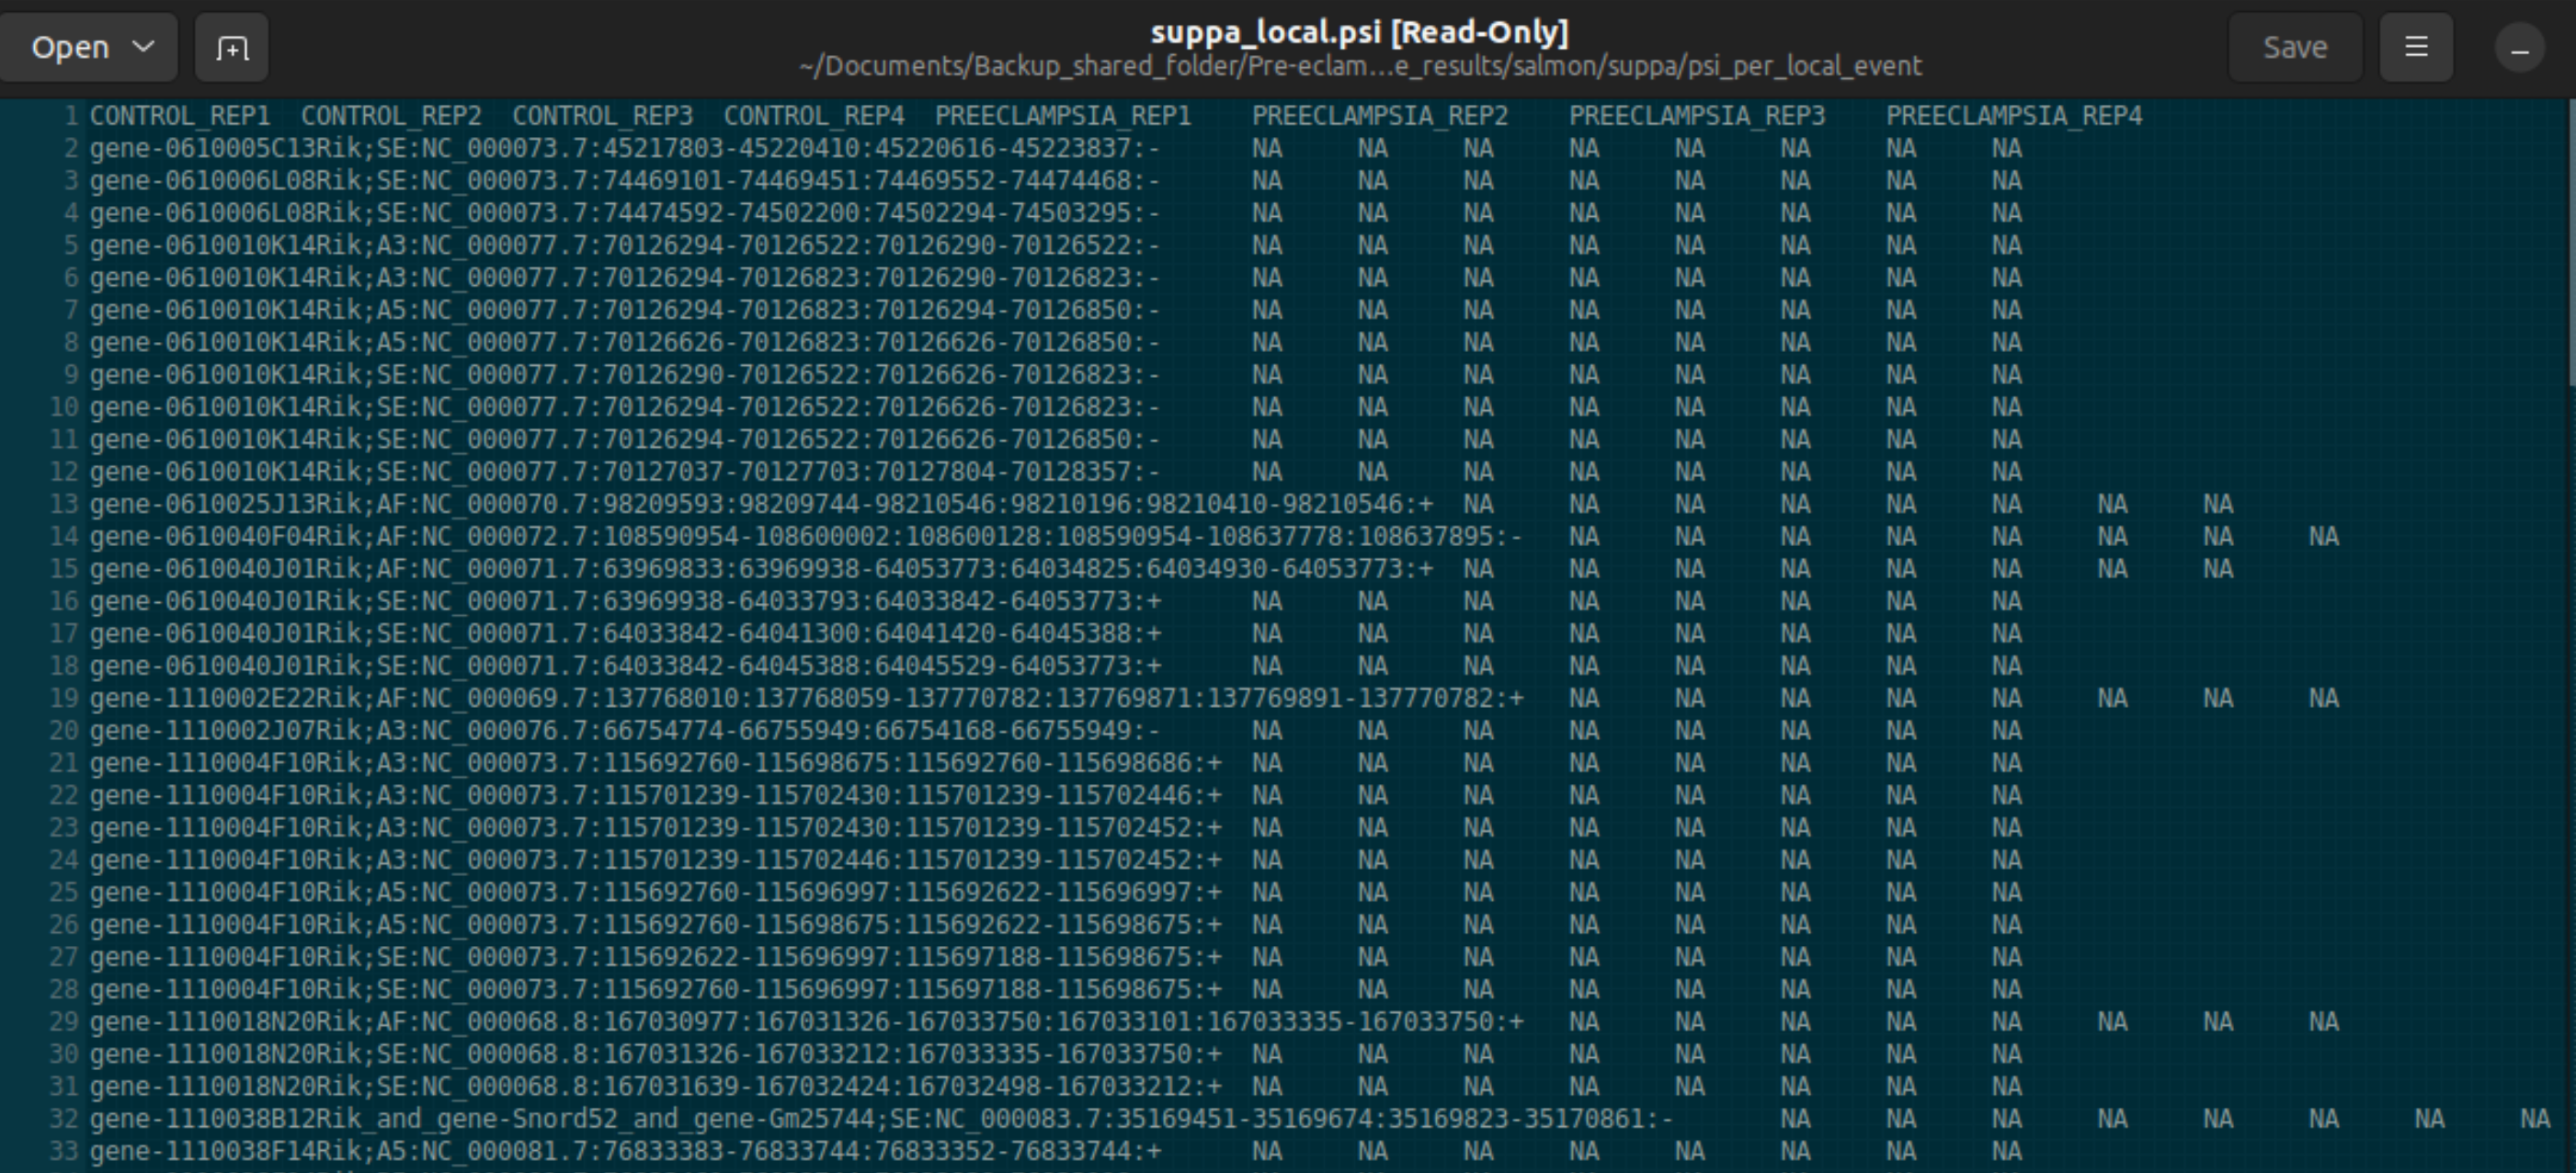 Open
suppa_local.psi [Read-Only]
~/Documents/Backup_shared_folder/Pre-eclam...e_results/salmon/suppa/psi_per_local_event
Save
1 CONTROL_REP1 CONTROL_REP2 CONTROL_REP3 CONTROL_REP4 PREECLAMPSIA_REP1 PREECLAMPSIA_REP2 PREECLAMPSIA_REP3 PREECLAMPSIA_REP4
2 gene-0610005C13Rik;SE:NC_000073.7:45217803-45220410:45220616-45223837:- NA NA NA NA NA NA NA NA
3 gene-0610006L08Rik;SE:NC_000073.7:74469101-74469451:74469552-74474468:- NA NA NA NA NA NA NA NA
4 gene-0610006L08Rik;SE:NC_000073.7:74474592-74502200:74502294-74503295:- NA NA NA NA NA NA NA NA
5 gene-0610010K14Rik;A3:NC_000077.7:70126294-70126522:70126290-70126522:- NA NA NA NA NA NA NA NA
6 gene-0610010K14Rik;A3:NC_000077.7:70126294-70126823:70126290-70126823:- NA NA NA NA NA NA NA NA
7 gene-0610010K14Rik;A5:NC_000077.7:70126294-70126823:70126294-70126850:- NA NA NA NA NA NA NA NA
8 gene-0610010K14Rik;A5:NC_000077.7:70126626-70126823:70126626-70126850:- NA NA NA NA NA NA NA NA
9 gene-0610010K14Rik;SE:NC_000077.7:70126290-70126522:70126626-70126823:- NA NA NA NA NA NA NA NA
10 gene-0610010K14Rik;SE:NC_000077.7:70126294-70126522:70126626-70126823:- NA NA NA NA NA NA NA NA
11 gene-0610010K14Rik;SE:NC_000077.7:70126294-70126522:70126626-70126850:- NA NA NA NA NA NA NA NA
12 gene-0610010K14Rik;SE:NC_000077.7:70127037-70127703:70127804-70128357:- NA NA NA NA NA NA NA NA
13 gene-0610025J13Rik;AF:NC_000070.7:98209593:98209744-98210546:98210196:98210410-98210546:+ NA NA NA NA NA NA NA NA
14 gene-0610040F04Rik;AF:NC_000072.7:108590954-108600002:108600128:108590954-108637778:108637895:- NA NA NA NA NA NA NA NA
15 gene-0610040J01Rik;AF:NC_000071.7:63969833:63969938-64053773:64034825:64034930-64053773:+ NA NA NA NA NA NA NA NA
16 gene-0610040J01Rik;SE:NC_000071.7:63969938-64033793:64033842-64053773:+ NA NA NA NA NA NA NA NA
17 gene-0610040J01Rik;SE:NC_000071.7:64033842-64041300:64041420-64045388:+ NA NA NA NA NA NA NA NA
18 gene-0610040J01Rik;SE:NC_000071.7:64033842-64045388:64045529-64053773:+ NA NA NA NA NA NA NA NA
19 gene-1110002E22Rik;AF:NC_000069.7:137768010:137768059-137770782:137769871:137769891-137770782:+ NA NA NA NA NA NA NA NA
20 gene-1110002J07Rik;A3:NC_000076.7:66754774-66755949:66754168-66755949:- NA NA NA NA NA NA NA NA
21 gene-1110004F10Rik;A3:NC_000073.7:115692760-115698675:115692760-115698686:+ NA NA NA NA NA NA NA NA
22 gene-1110004F10Rik;A3:NC_000073.7:115701239-115702430:115701239-115702446:+ NA NA NA NA NA NA NA NA
23 gene-1110004F10Rik;A3:NC_000073.7:115701239-115702430:115701239-115702452:+ NA NA NA NA NA NA NA NA
24 gene-1110004F10Rik;A3:NC_000073.7:115701239-115702446:115701239-115702452:+ NA NA NA NA NA NA NA NA
25 gene-1110004F10Rik;A5:NC_000073.7:115692760-115696997:115692622-115696997:+ NA NA NA NA NA NA NA NA
26 gene-1110004F10Rik;A5:NC_000073.7:115692760-115698675:115692622-115698675:+ NA NA NA NA NA NA NA NA
27 gene-1110004F10Rik;SE:NC_000073.7:115692622-115696997:115697188-115698675:+ NA NA NA NA NA NA NA NA
28 gene-1110004F10Rik;SE:NC_000073.7:115692760-115696997:115697188-115698675:+ NA NA NA NA NA NA NA NA
29 gene-1110018N20Rik;AF:NC_000068.8:167030977:167031326-167033750:167033101:167033335-167033750:+ NA NA NA NA NA NA NA NA
30 gene-1110018N20Rik;SE:NC_000068.8:167031326-167033212:167033335-167033750:+ NA NA NA NA NA NA NA NA
31 gene-1110018N20Rik;SE:NC_000068.8:167031639-167032424:167032498-167033212:+ NA NA NA NA NA NA NA NA
32 gene-1110038B12Rik_and_gene-Snord52_and_gene-Gm25744;SE:NC_000083.7:35169451-35169674:35169823-35170861:- NA NA NA NA NA NA NA NA
33 gene-1110038F14Rik;A5:NC_000081.7:76833383-76833744:76833352-76833744:+ NA NA NA NA NA NA NA NA